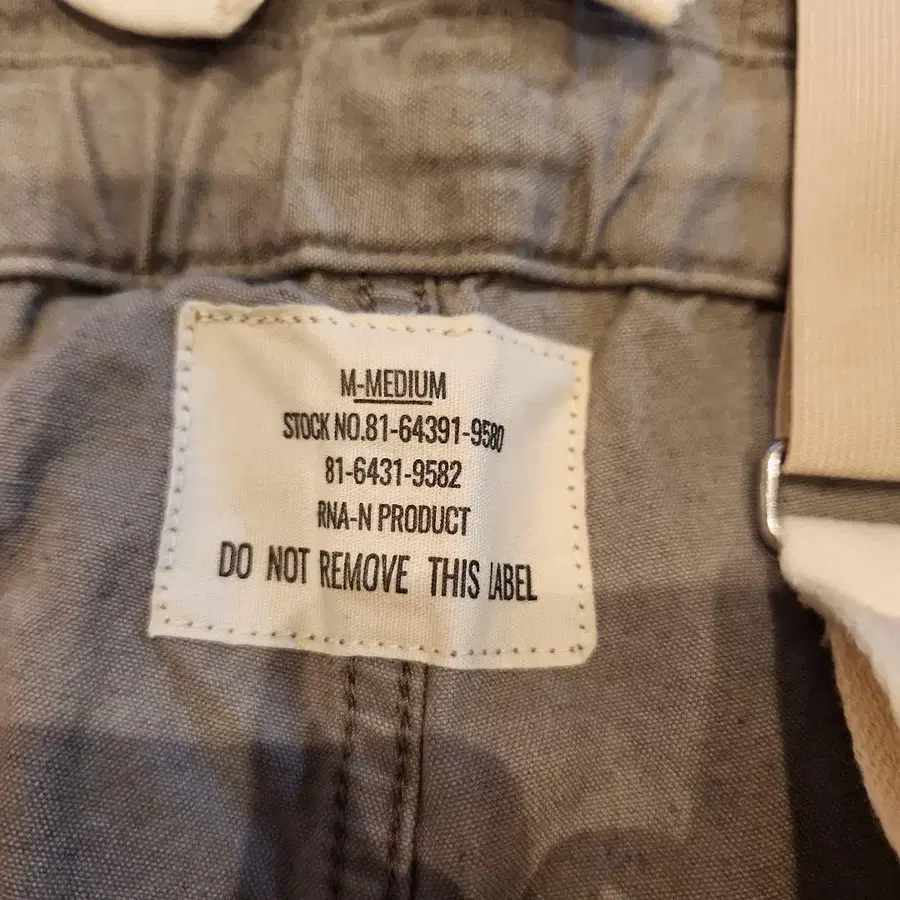 M-MEDIUM
STOCK NO.81-64391-9580
81-6431-9582
RNA-N PRODUCT
DO NOT REMOVE THIS LABEL